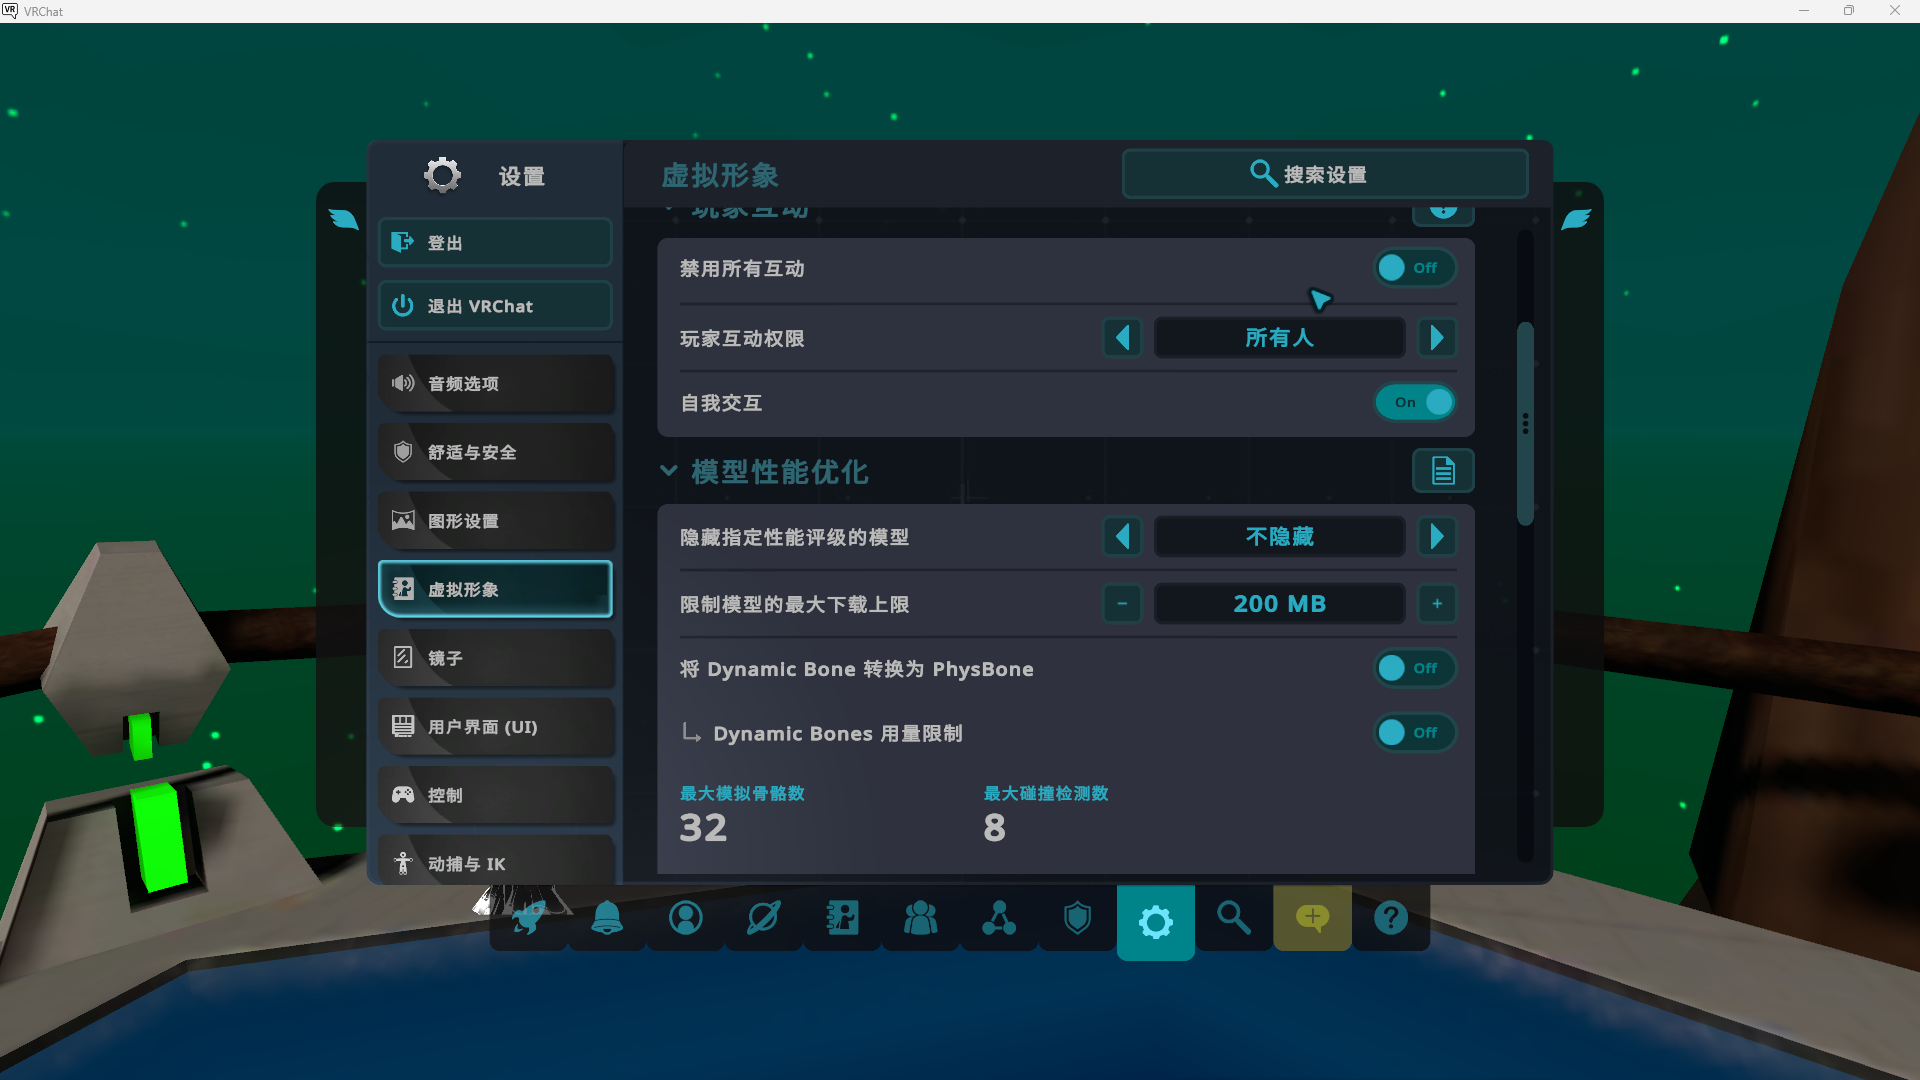 VRChat
设置
虚拟形象
搜索设置
登出
退出 VRChat
音频选项
舒适与安全
图形设置
虚拟形象
镜子
用户界面 (UI)
控制
动捕与 IK
玩家互动
禁用所有互动
Off
玩家互动权限
所有人
自我交互
On
模型性能优化
隐藏指定性能评级的模型
不隐藏
限制模型的最大下载上限
- 200 MB +
将 Dynamic Bone 转换为 PhysBone
Off
Dynamic Bones 用量限制
Off
最大模拟骨骼数
32
最大碰撞检测数
8